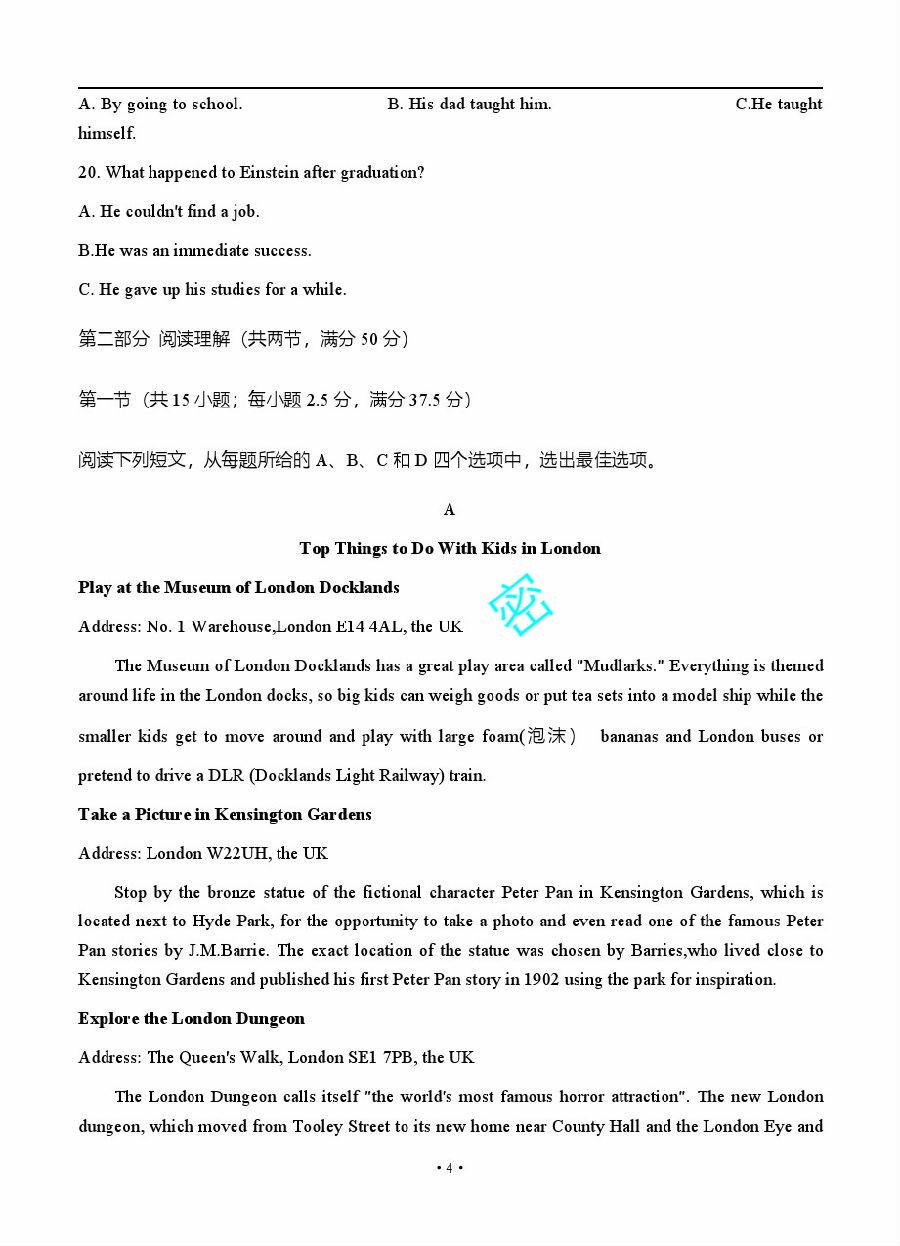 A. By going to school. B. His dad taught him. C.He taught
himself.
20. What happened to Einstein after graduation?
A. He couldn't find a job.
B.He was an immediate success.
C. He gave up his studies for a while.
第二部分 阅读理解（共两节，满分 50 分）
第一节（共 15 小题；每小题 2.5 分，满分 37.5 分）
阅读下列短文，从每题所给的 A、B、C 和 D 四个选项中，选出最佳选项。
A
Top Things to Do With Kids in London
Play at the Museum of London Docklands
密
Address: No. 1 Warehouse,London E14 4AL, the UK
The Museum of London Docklands has a great play area called "Mudlarks." Everything is themed
around life in the London docks, so big kids can weigh goods or put tea sets into a model ship while the
smaller kids get to move around and play with large foam(泡沫） bananas and London buses or
pretend to drive a DLR (Docklands Light Railway) train.
Take a Picture in Kensington Gardens
Address: London W22UH, the UK
Stop by the bronze statue of the fictional character Peter Pan in Kensington Gardens, which is
located next to Hyde Park, for the opportunity to take a photo and even read one of the famous Peter
Pan stories by J.M.Barrie. The exact location of the statue was chosen by Barries,who lived close to
Kensington Gardens and published his first Peter Pan story in 1902 using the park for inspiration.
Explore the London Dungeon
Address: The Queen's Walk, London SE1 7PB, the UK
The London Dungeon calls itself "the world's most famous horror attraction". The new London
dungeon, which moved from Tooley Street to its new home near County Hall and the London Eye and
• 4 •